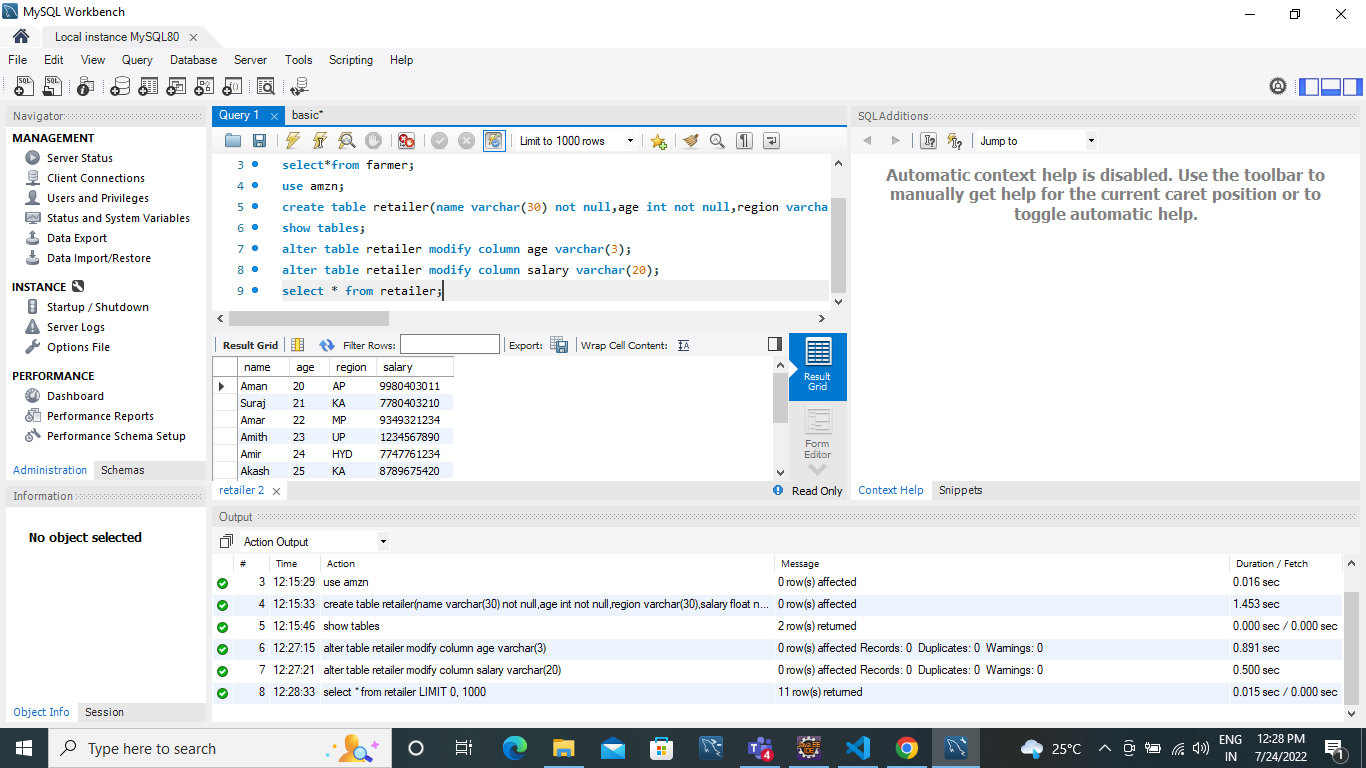 MySQL Workbench
Local instance MySQL80
File Edit View Query Database Server Tools Scripting Help
Navigator
MANAGEMENT
Server Status
Client Connections
Users and Privileges
Status and System Variables
Data Export
Data Import/Restore
INSTANCE
Startup / Shutdown
Server Logs
Options File
PERFORMANCE
Dashboard
Performance Reports
Performance Schema Setup
Administration Schemas
Information
No object selected
Object Info Session
Query 1 basic*
Limit to 1000 rows
3 select*from farmer;
4 use amzn;
5 create table retailer(name varchar(30) not null,age int not null,region varcha
6 show tables;
7 alter table retailer modify column age varchar(3);
8 alter table retailer modify column salary varchar(20);
9 select * from retailer;
Result Grid Filter Rows: Export: Wrap Cell Content:
name age region salary
Aman 20 AP 9980403011
Suraj 21 KA 7780403210
Amar 22 MP 9349321234
Amith 23 UP 1234567890
Amir 24 HYD 7747761234
Akash 25 KA 8789675420
Result
Grid
Form
Editor
retailer 2 Read Only
SQLAdditions
Jump to
Automatic context help is disabled. Use the toolbar to
manually get help for the current caret position or to
toggle automatic help.
Context Help Snippets
Output
Action Output
# Time Action Message Duration / Fetch
3 12:15:29 use amzn 0 row(s) affected 0.016 sec
4 12:15:33 create table retailer(name varchar(30) not null,age int not null,region varchar(30),salary float n... 0 row(s) affected 1.453 sec
5 12:15:46 show tables 2 row(s) returned 0.000 sec / 0.000 sec
6 12:27:15 alter table retailer modify column age varchar(3) 0 row(s) affected Records: 0 Duplicates: 0 Warnings: 0 0.891 sec
7 12:27:21 alter table retailer modify column salary varchar(20) 0 row(s) affected Records: 0 Duplicates: 0 Warnings: 0 0.500 sec
8 12:28:33 select * from retailer LIMIT 0, 1000 11 row(s) returned 0.015 sec / 0.000 sec
Type here to search
4
25°C
ENG
IN
12:28 PM
7/24/2022
1